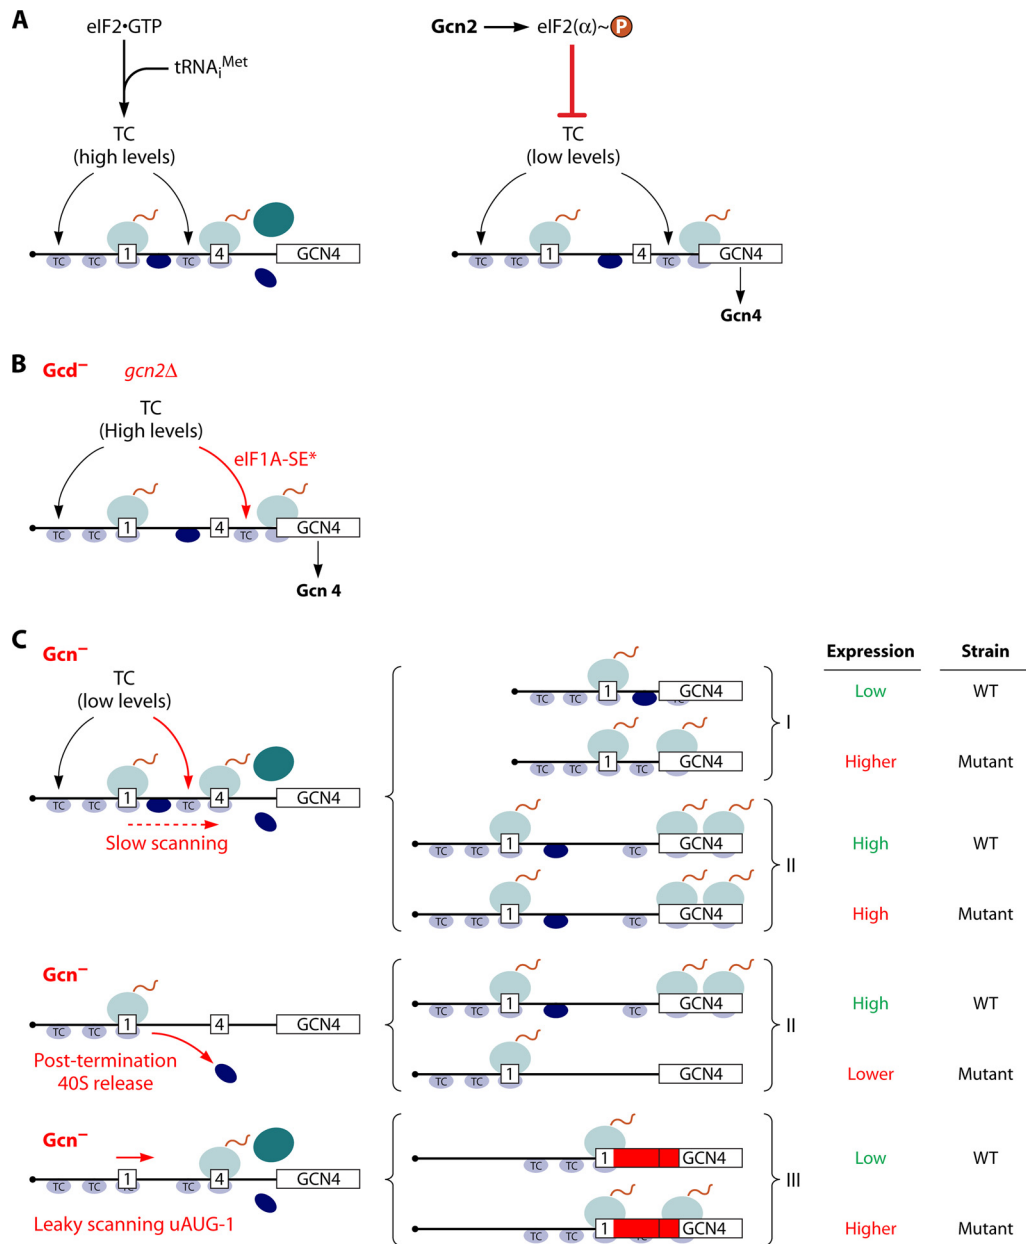 A
eIF2•GTP
tRNAiMet
TC
(high levels)
TC TC 1 TC 4 GCN4
Gcn2 eIF2(α)~P
TC
(low levels)
TC TC 1 4 TC GCN4
Gcn4
B
Gcd– gcn2Δ
TC
(High levels)
eIF1A-SE*
TC TC 1 4 TC GCN4
Gcn 4
C
Gcn–
TC
(low levels)
TC TC 1 TC 4 GCN4
Slow scanning
Expression Strain
TC TC 1 TC GCN4
Low WT
I
TC TC 1 TC TC GCN4
Higher Mutant
TC TC 1 TC GCN4
High WT
II
TC TC 1 TC GCN4
High Mutant
Gcn–
TC TC 1 4 GCN4
Post-termination
40S release
TC TC 1 TC GCN4
High WT
II
TC TC 1 GCN4
Lower Mutant
Gcn–
TC TC 1 TC TC 4 GCN4
Leaky scanning uAUG-1
TC TC 1 GCN4
Low WT
III
TC TC 1 TC TC GCN4
Higher Mutant